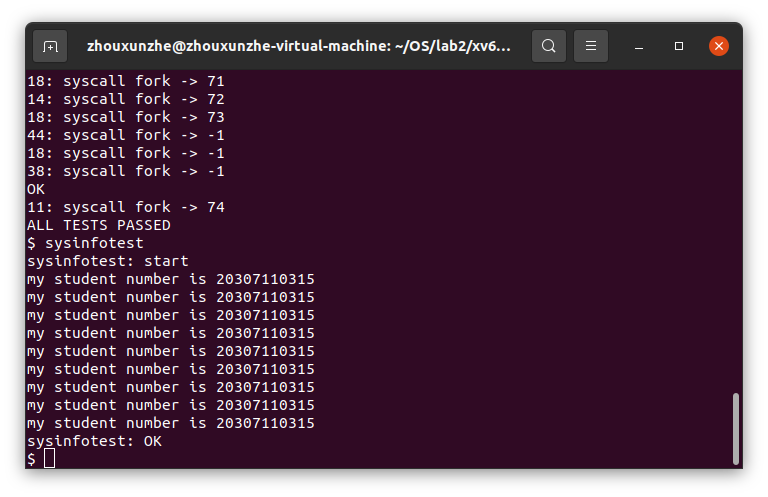 zhouxunzhe@zhouxunzhe-virtual-machine: ~/OS/lab2/xv6...
18: syscall fork -> 71
14: syscall fork -> 72
18: syscall fork -> 73
44: syscall fork -> -1
18: syscall fork -> -1
38: syscall fork -> -1
OK
11: syscall fork -> 74
ALL TESTS PASSED
$ sysinfotest
sysinfotest: start
my student number is 20307110315
my student number is 20307110315
my student number is 20307110315
my student number is 20307110315
my student number is 20307110315
my student number is 20307110315
my student number is 20307110315
my student number is 20307110315
my student number is 20307110315
sysinfotest: OK
$